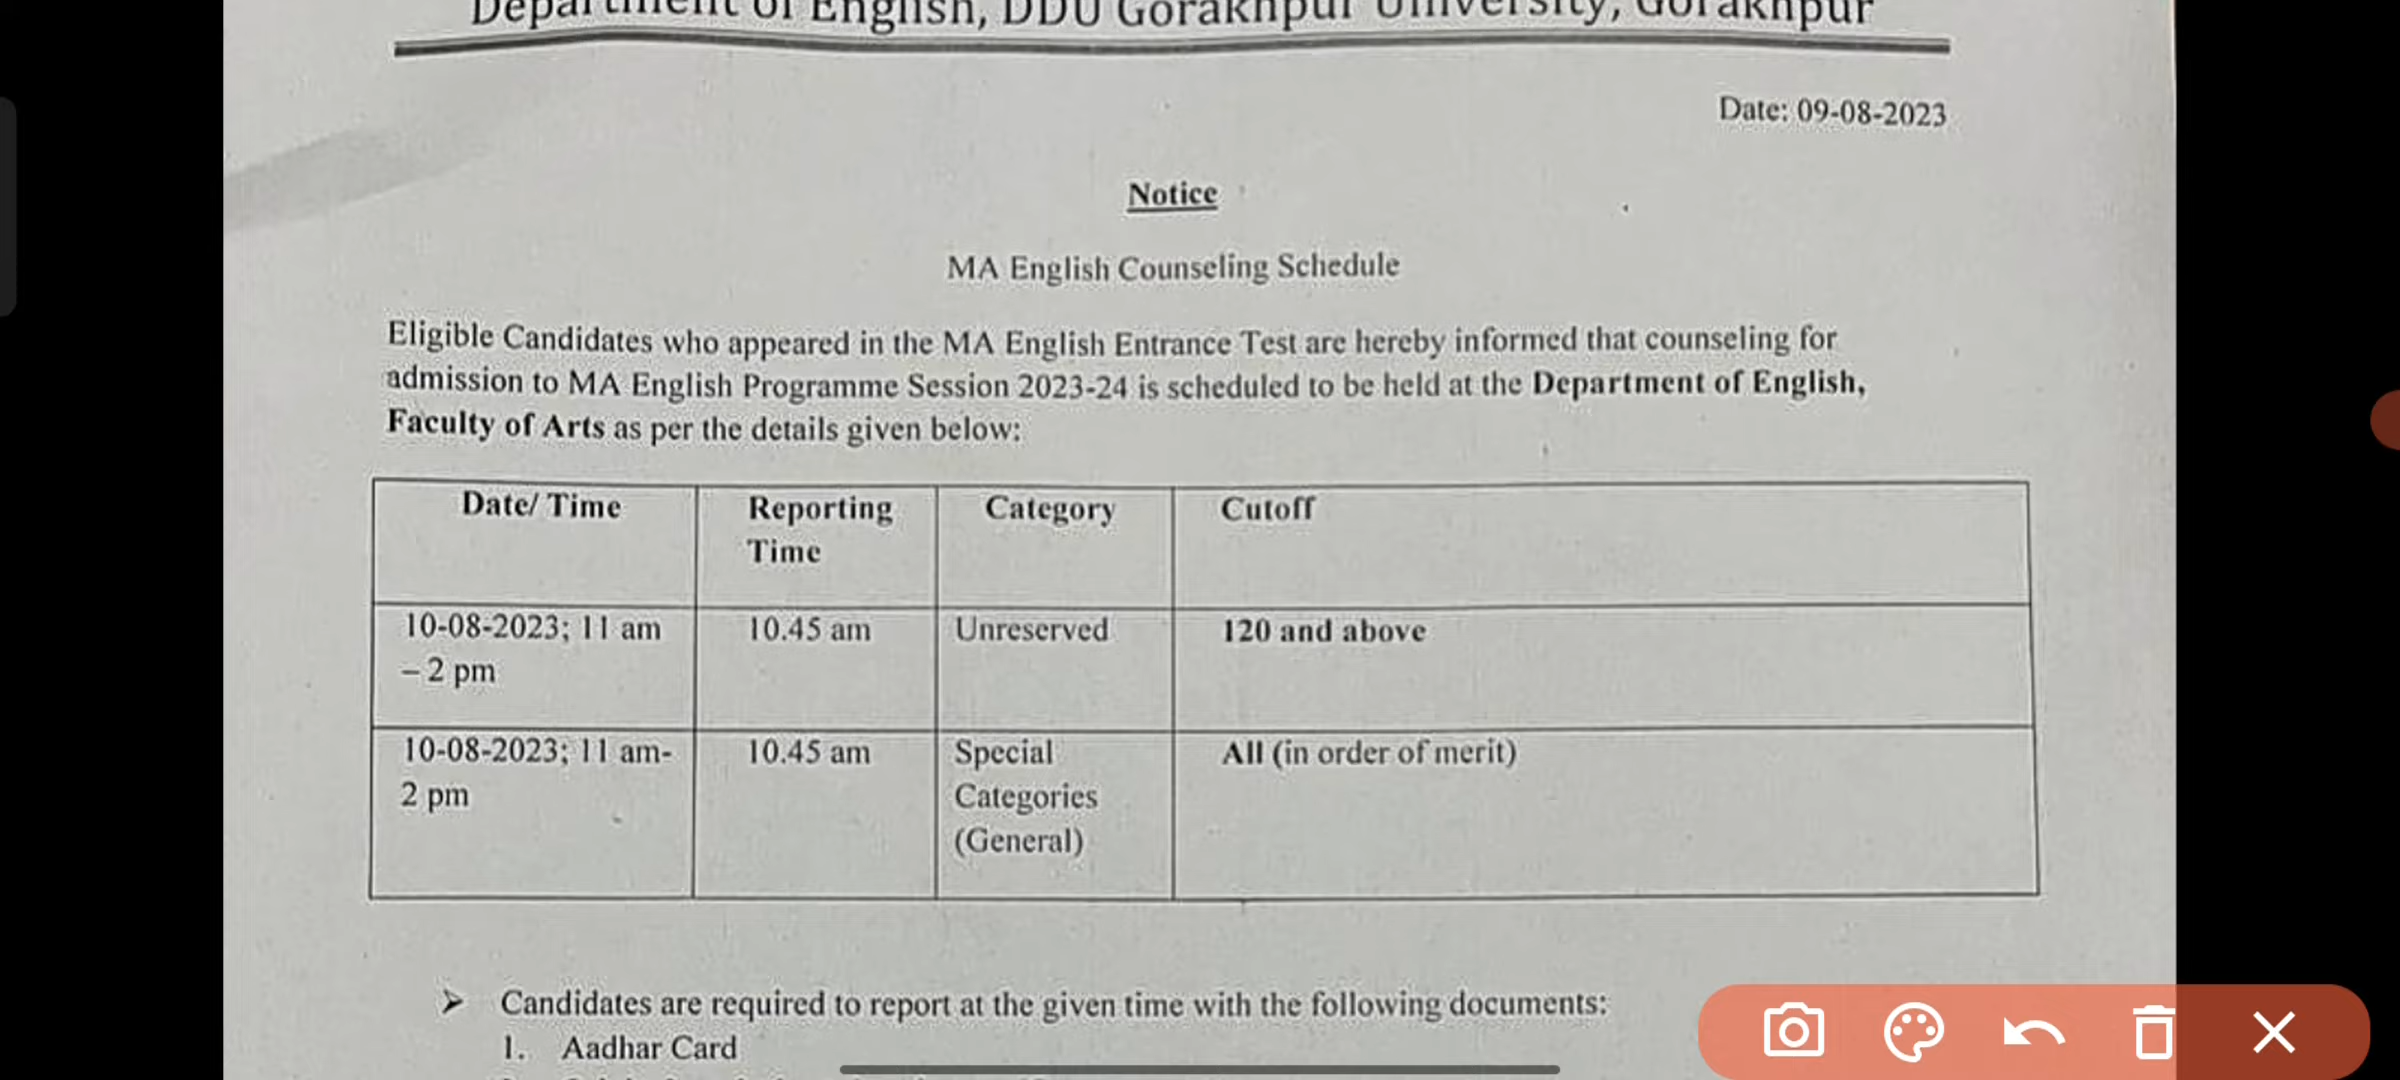 Department of English, DDU Gorakhpur University, Gorakhpur
Date: 09-08-2023
Notice
MA English Counseling Schedule
Eligible Candidates who appeared in the MA English Entrance Test are hereby informed that counseling for
admission to MA English Programme Session 2023-24 is scheduled to be held at the Department of English,
Faculty of Arts as per the details given below:
Date/ Time
Reporting
Time
Category
Cutoff
10-08-2023; 11 am
– 2 pm
10.45 am
Unreserved
120 and above
10-08-2023; 11 am-
2 pm
10.45 am
Special
Categories
(General)
All (in order of merit)
➤ Candidates are required to report at the given time with the following documents:
1. Aadhar Card